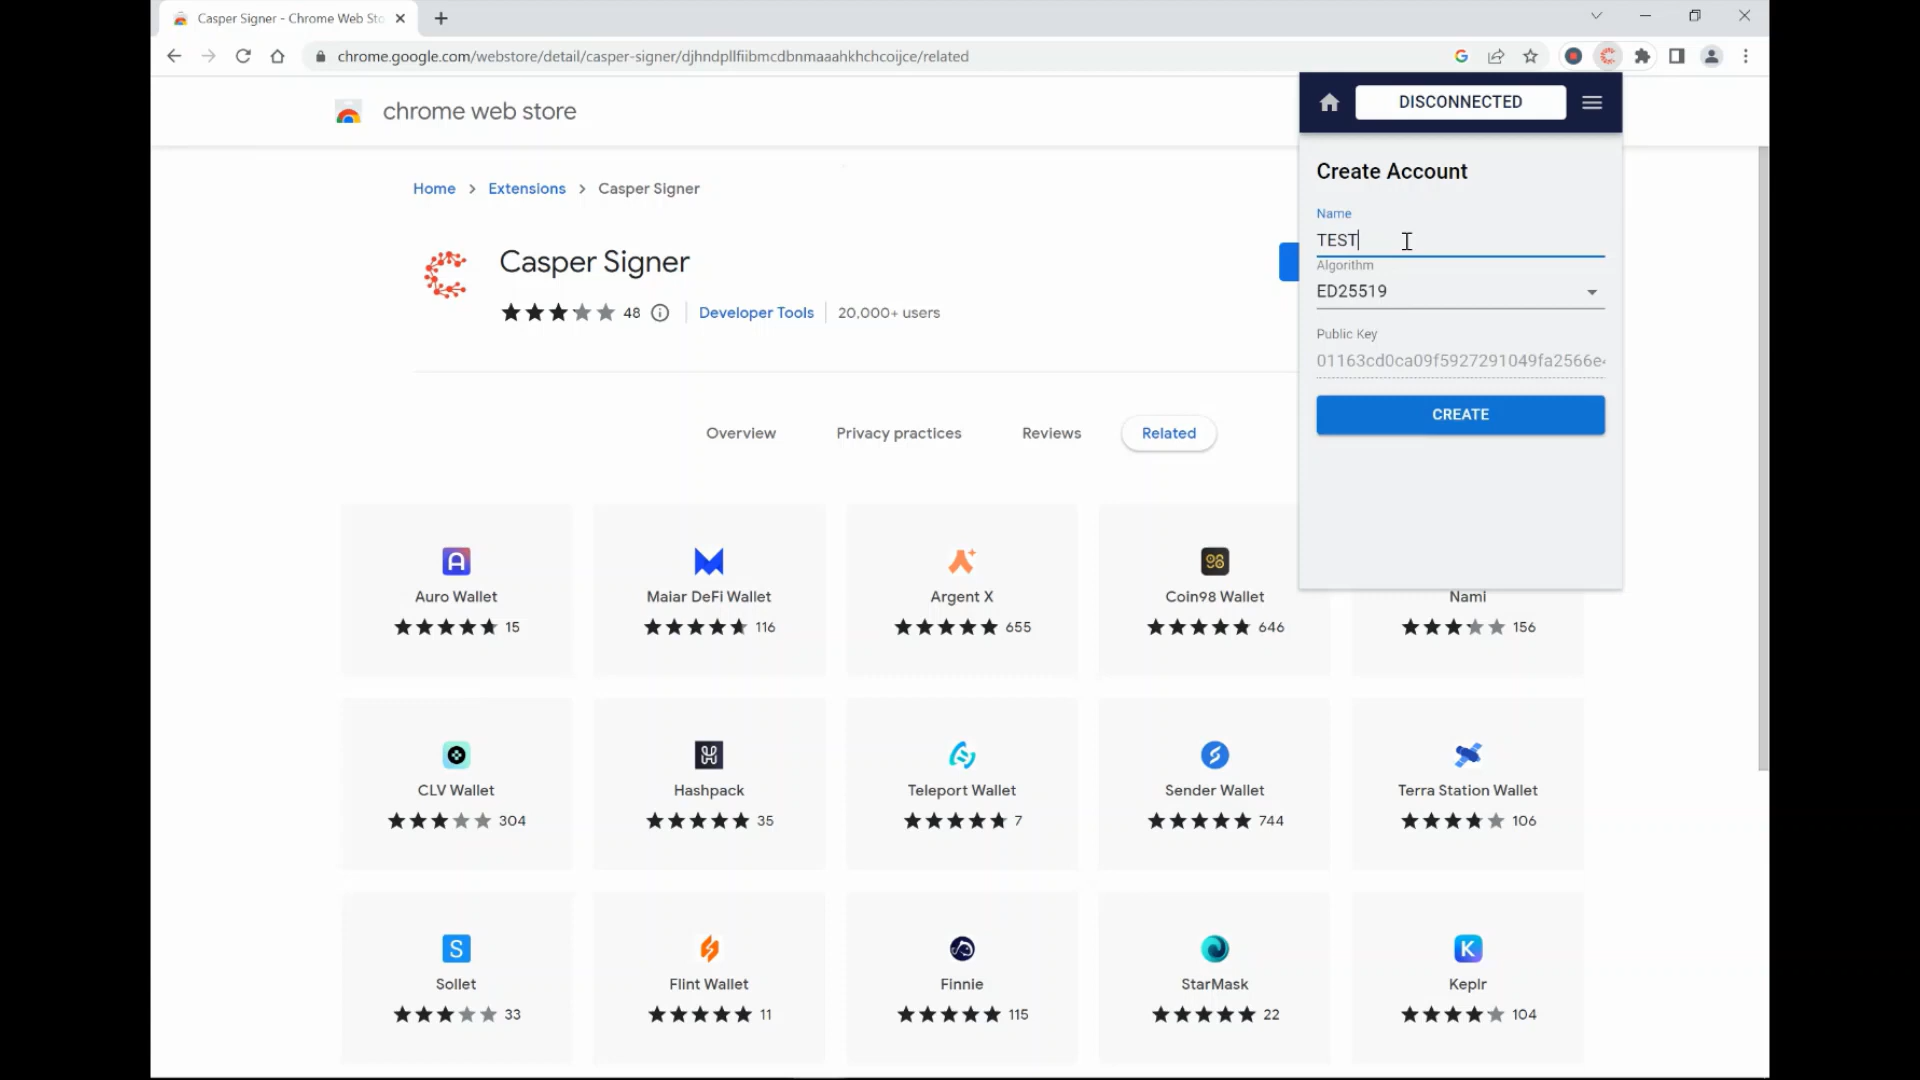 Casper Signer - Chrome Web Sto
chrome.google.com/webstore/detail/casper-signer/djhndpllfiibmcdbnmaaahkhchcoijce/related
chrome web store
DISCONNECTED
Create Account
Name
TEST
Algorithm
ED25519
Public Key
01163cd0ca09f5927291049fa2566e
CREATE
Home > Extensions > Casper Signer
Casper Signer
48 Developer Tools 20,000+ users
Overview Privacy practices Reviews Related
Auro Wallet Maiar DeFi Wallet Argent X Coin98 Wallet Nami
15 116 655 646 156
CLV Wallet Hashpack Teleport Wallet Sender Wallet Terra Station Wallet
304 35 7 744 106
Sollet Flint Wallet Finnie StarMask Keplr
33 11 115 22 104